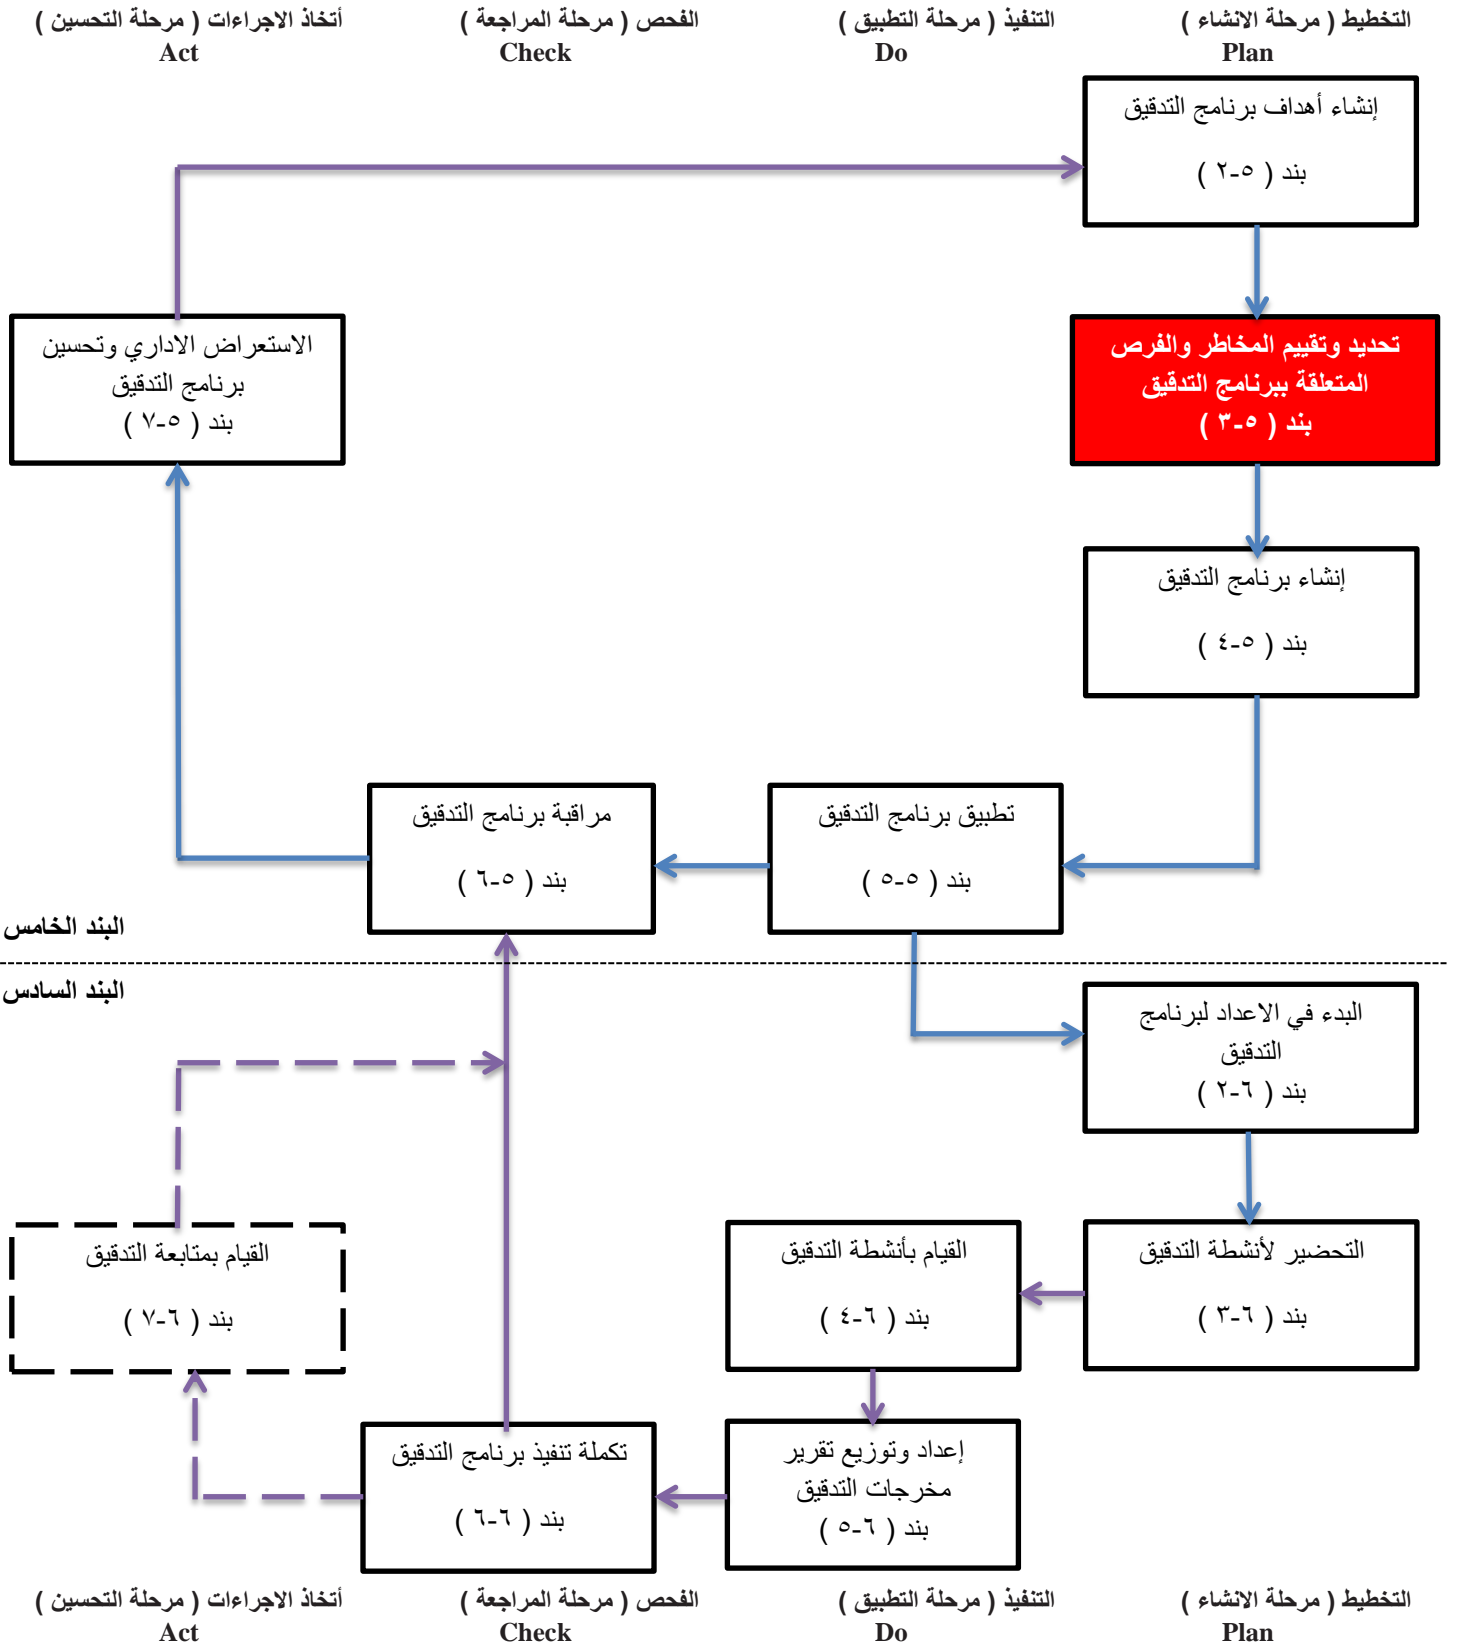 التخطيط ( مرحلة الانشاء )
Plan
التنفيذ ( مرحلة التطبيق )
Do
الفحص ( مرحلة المراجعة )
Check
أتخاذ الاجراءات ( مرحلة التحسين )
Act
إنشاء أهداف برنامج التدقيق
بند ( ٥-٢ )
تحديد وتقييم المخاطر والفرص
المتعلقة ببرنامج التدقيق
بند ( ٥-٣ )
الاستعراض الاداري وتحسين
برنامج التدقيق
بند ( ٥-٧ )
إنشاء برنامج التدقيق
بند ( ٥-٤ )
تطبيق برنامج التدقيق
بند ( ٥-٥ )
مراقبة برنامج التدقيق
بند ( ٥-٦ )
البند الخامس
البند السادس
البدء في الاعداد لبرنامج
التدقيق
بند ( ٦-٢ )
التحضير لأنشطة التدقيق
بند ( ٦-٣ )
القيام بأنشطة التدقيق
بند ( ٦-٤ )
القيام بمتابعة التدقيق
بند ( ٦-٧ )
إعداد وتوزيع تقرير
مخرجات التدقيق
بند ( ٦-٥ )
تكملة تنفيذ برنامج التدقيق
بند ( ٦-٦ )
التخطيط ( مرحلة الانشاء )
Plan
التنفيذ ( مرحلة التطبيق )
Do
الفحص ( مرحلة المراجعة )
Check
أتخاذ الاجراءات ( مرحلة التحسين )
Act